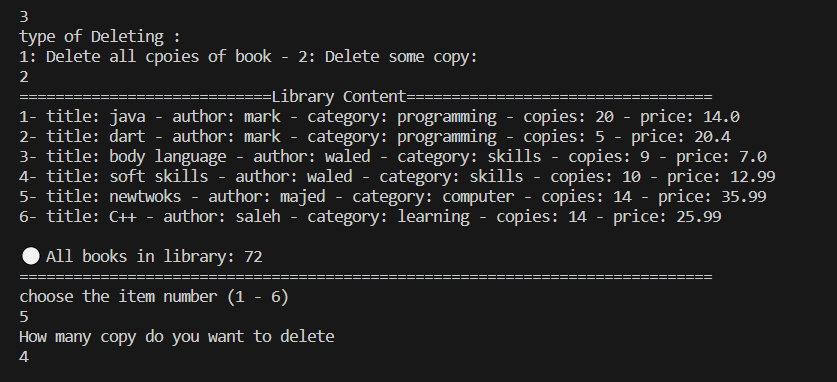 3
type of Deleting :
1: Delete all cpoies of book - 2: Delete some copy:
2
============================Library Content==================================
1- title: java - author: mark - category: programming - copies: 20 - price: 14.0
2- title: dart - author: mark - category: programming - copies: 5 - price: 20.4
3- title: body language - author: waled - category: skills - copies: 9 - price: 7.0
4- title: soft skills - author: waled - category: skills - copies: 10 - price: 12.99
5- title: newtwoks - author: majed - category: computer - copies: 14 - price: 35.99
6- title: C++ - author: saleh - category: learning - copies: 14 - price: 25.99
⚪ All books in library: 72
=============================================================================
choose the item number (1 - 6)
5
How many copy do you want to delete
4